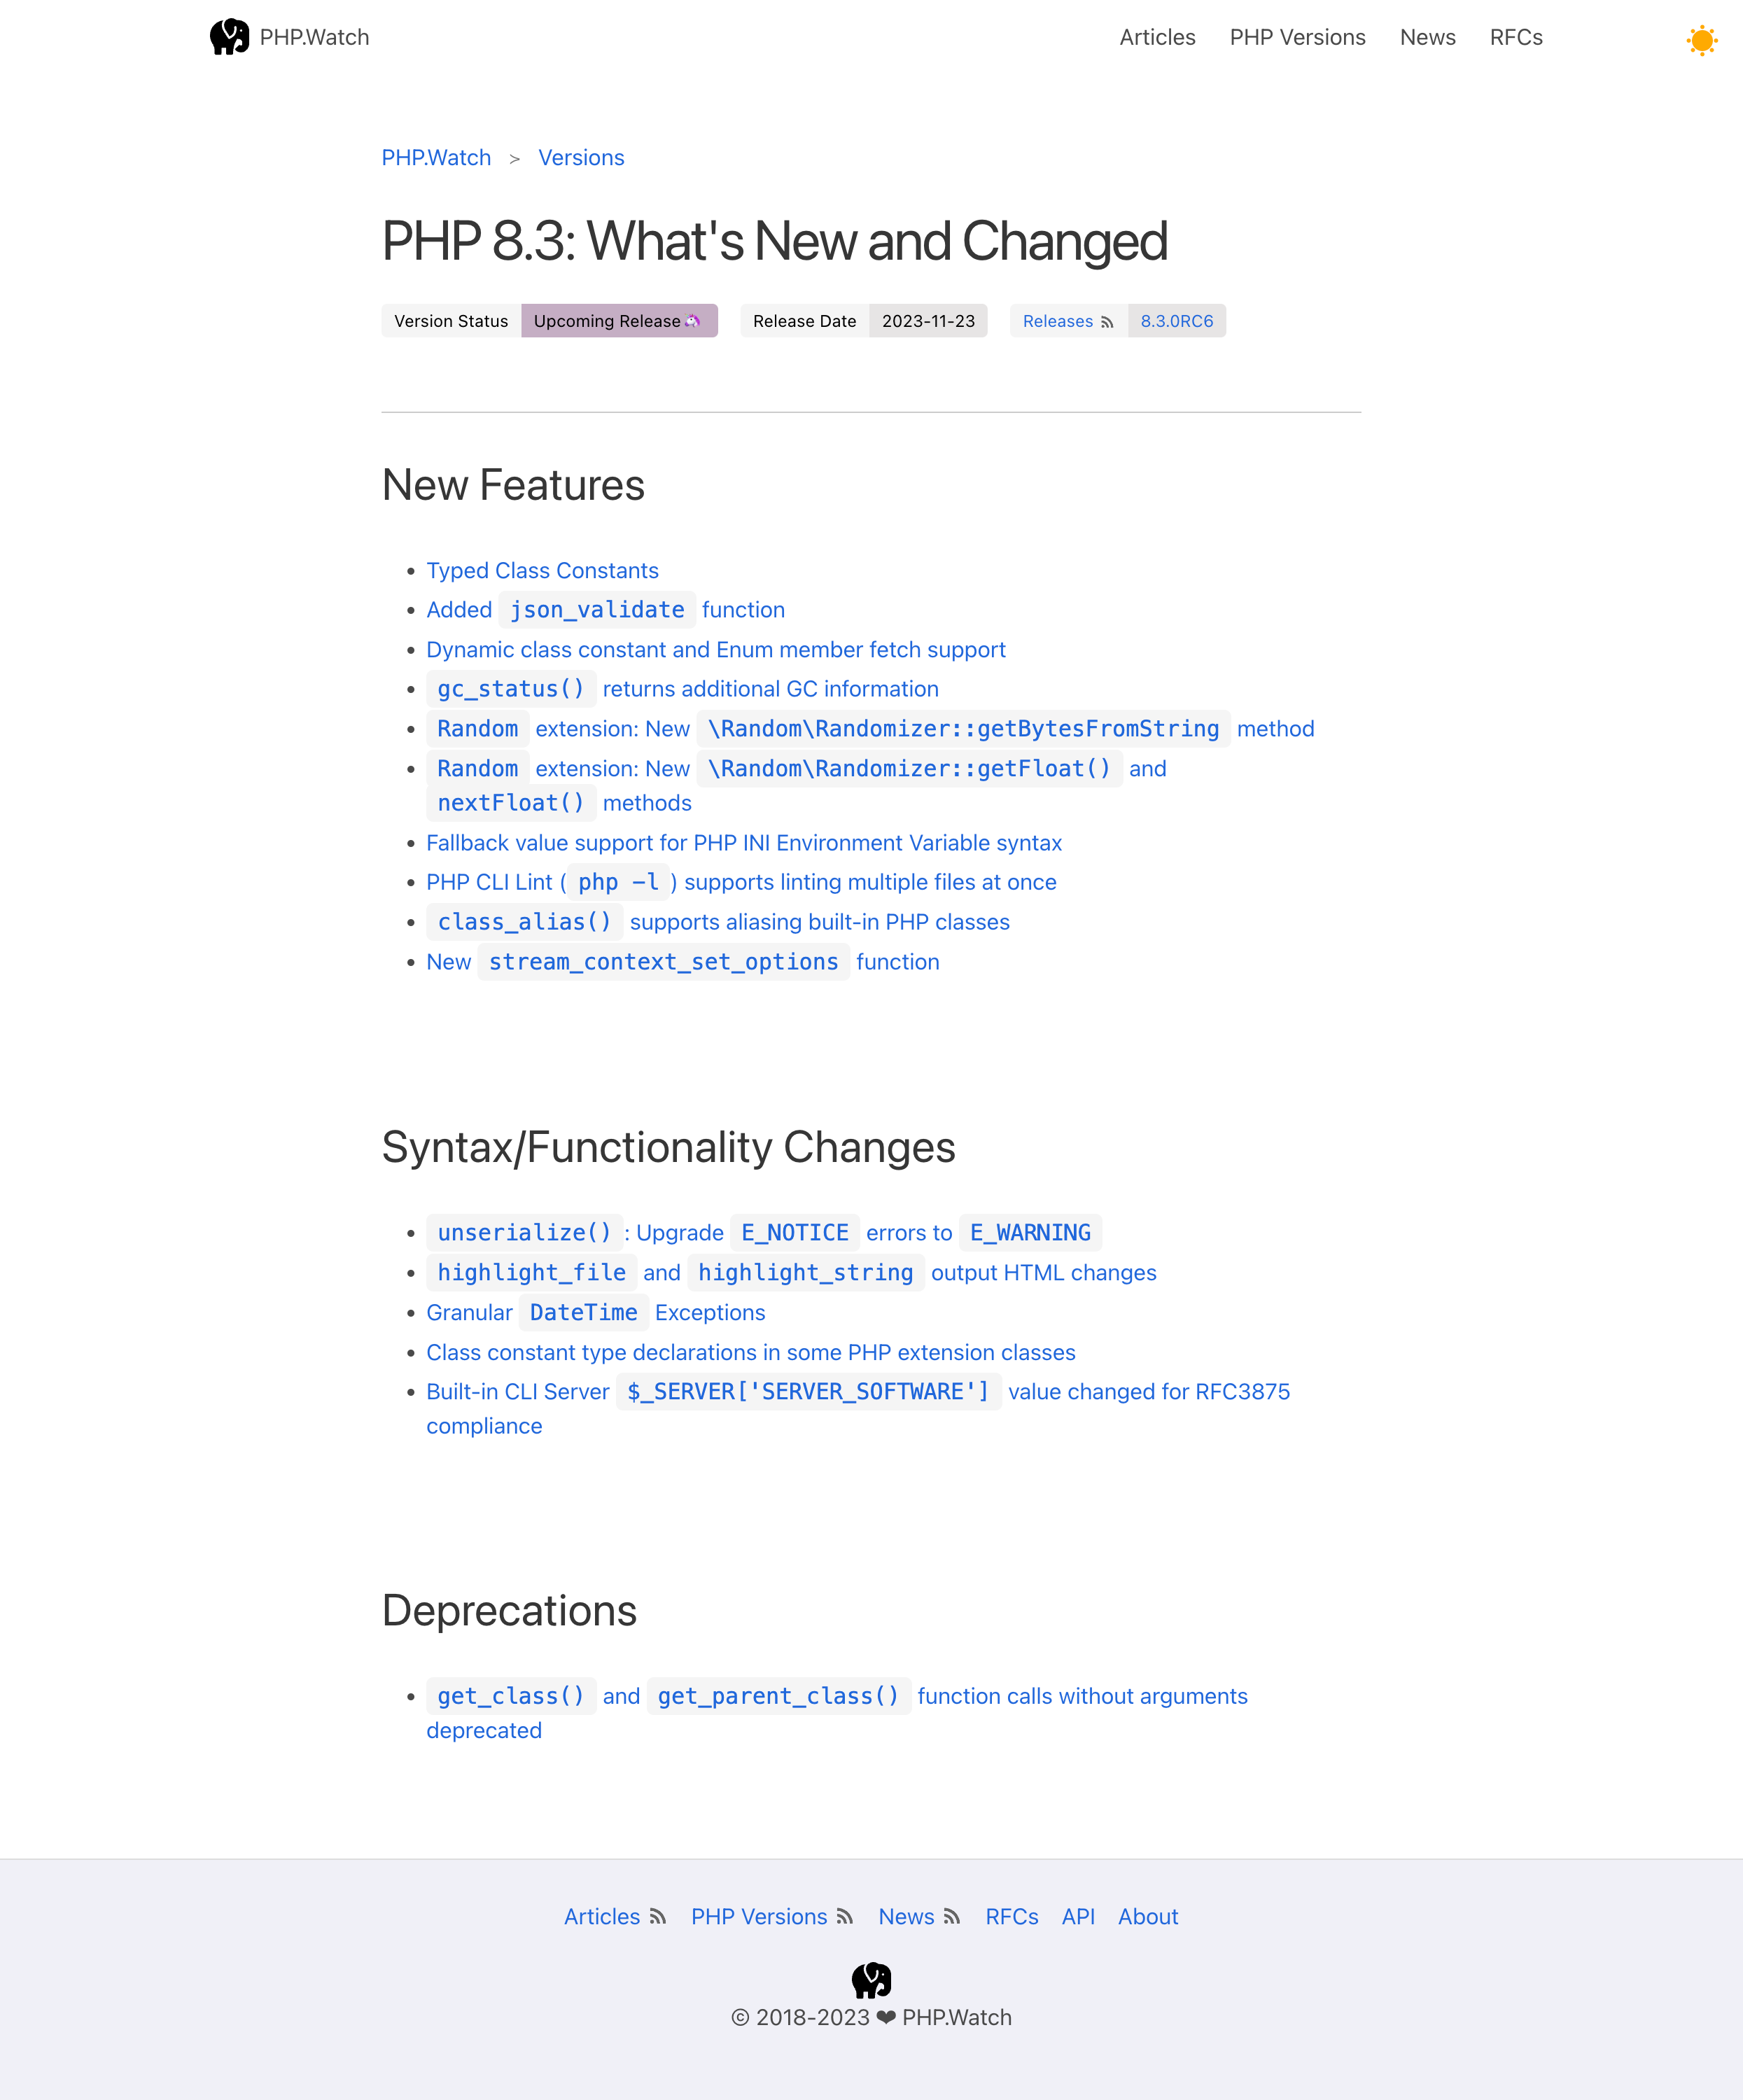 PHP.Watch
Articles PHP Versions News RFCs
PHP.Watch > Versions
PHP 8.3: What's New and Changed
Version Status Upcoming Release🦄 Release Date 2023-11-23 Releases 8.3.0RC6
New Features
• Typed Class Constants
• Added json_validate function
• Dynamic class constant and Enum member fetch support
• gc_status() returns additional GC information
• Random extension: New \Random\Randomizer::getBytesFromString method
• Random extension: New \Random\Randomizer::getFloat() and
nextFloat() methods
• Fallback value support for PHP INI Environment Variable syntax
• PHP CLI Lint ( php -l ) supports linting multiple files at once
• class_alias() supports aliasing built-in PHP classes
• New stream_context_set_options function
Syntax/Functionality Changes
• unserialize() : Upgrade E_NOTICE errors to E_WARNING
• highlight_file and highlight_string output HTML changes
• Granular DateTime Exceptions
• Class constant type declarations in some PHP extension classes
• Built-in CLI Server $_SERVER['SERVER_SOFTWARE'] value changed for RFC3875
compliance
Deprecations
• get_class() and get_parent_class() function calls without arguments
deprecated
Articles PHP Versions News RFCs API About
© 2018-2023 ❤ PHP.Watch